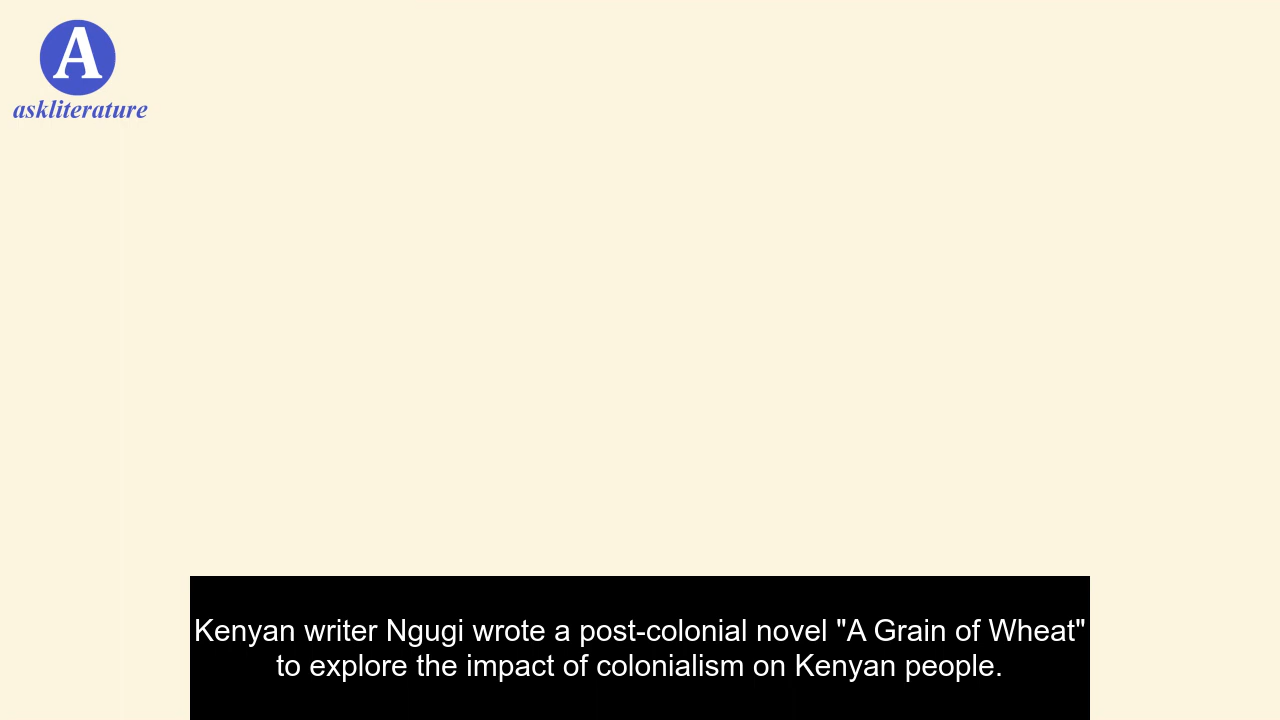 A
askliterature
Kenyan writer Ngugi wrote a post-colonial novel "A Grain of Wheat"
to explore the impact of colonialism on Kenyan people.